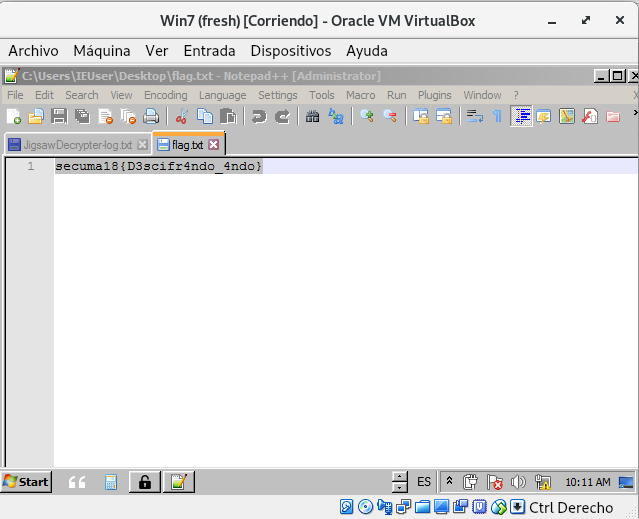 Win7 (fresh) [Corriendo] - Oracle VM VirtualBox
Archivo Máquina Ver Entrada Dispositivos Ayuda
C:\Users\IEUser\Desktop\flag.txt - Notepad++ [Administrator]
File Edit Search View Encoding Language Settings Tools Macro Run Plugins Window ? X
JigsawDecrypter-log.txt flag.txt
1 secuma18{D3scifr4ndo_4ndo}
Start ES 10:11 AM
Ctrl Derecho